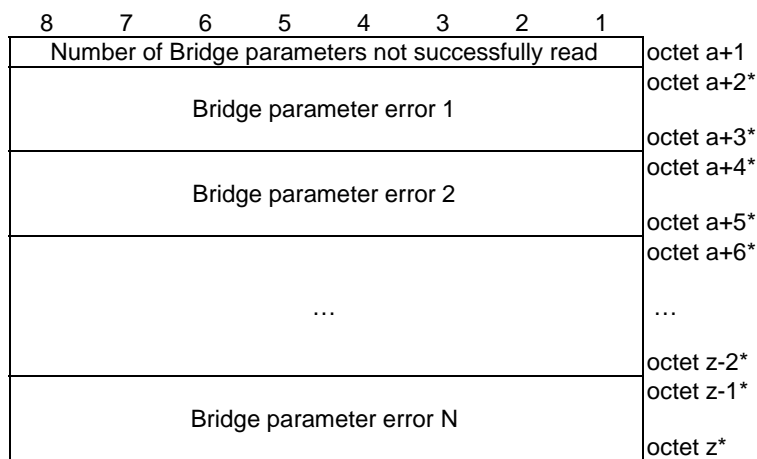 8 7 6 5 4 3 2 1
Number of Bridge parameters not successfully read octet a+1
octet a+2*
Bridge parameter error 1
octet a+3*
octet a+4*
Bridge parameter error 2
octet a+5*
octet a+6*
… …
octet z-2*
octet z-1*
Bridge parameter error N
octet z*